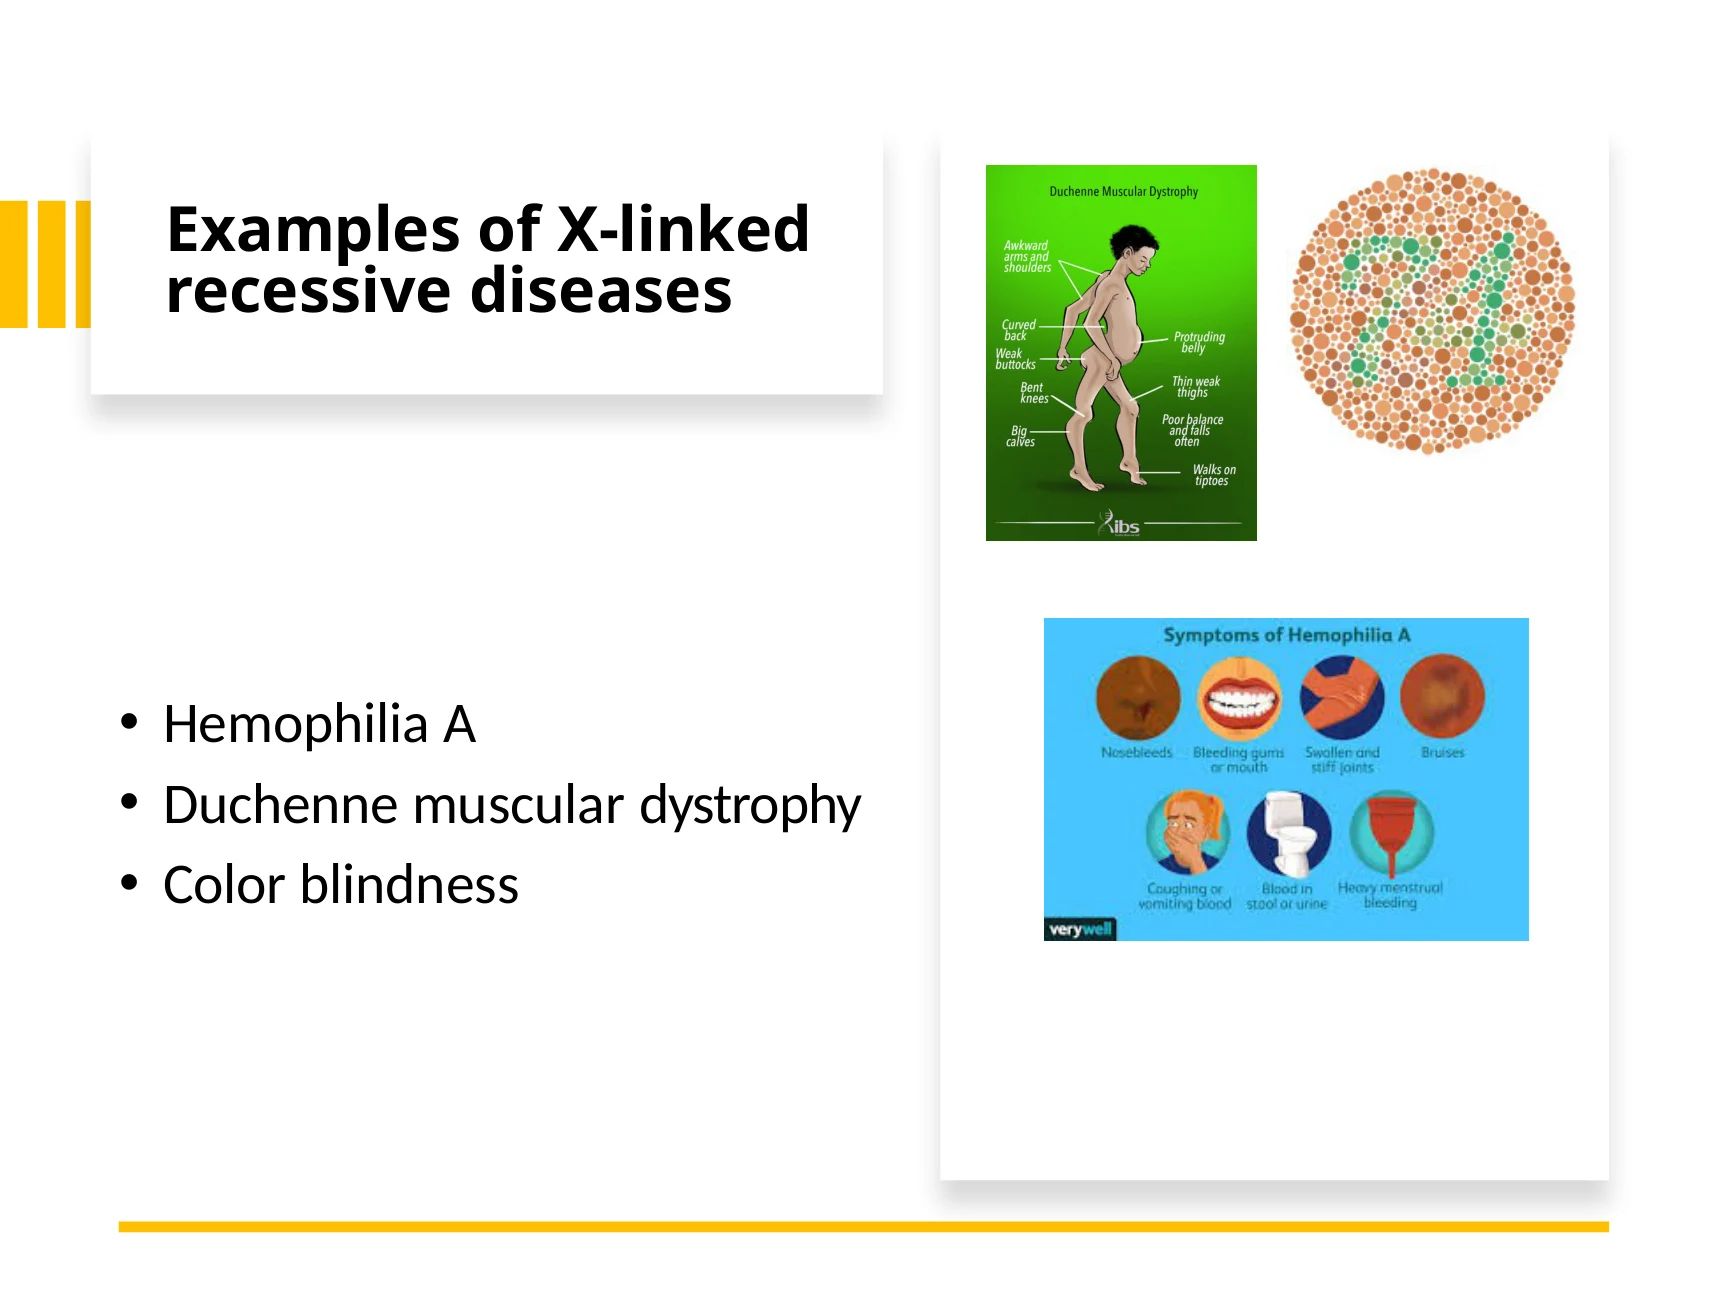 Examples of X-linked
recessive diseases
• Hemophilia A
• Duchenne muscular dystrophy
• Color blindness
Duchenne Muscular Dystrophy
Awkward
arms and
shoulders
Curved
back
Weak
buttocks
Bent
knees
Big
calves
Protruding
belly
Thin weak
thighs
Poor balance
and falls
often
Walks on
tiptoes
ibs
74
Symptoms of Hemophilia A
Nosebleeds
Bleeding gums
or mouth
Swollen and
stiff joints
Bruises
Coughing or
vomiting blood
Blood in
stool or urine
Heavy menstrual
bleeding
verywell